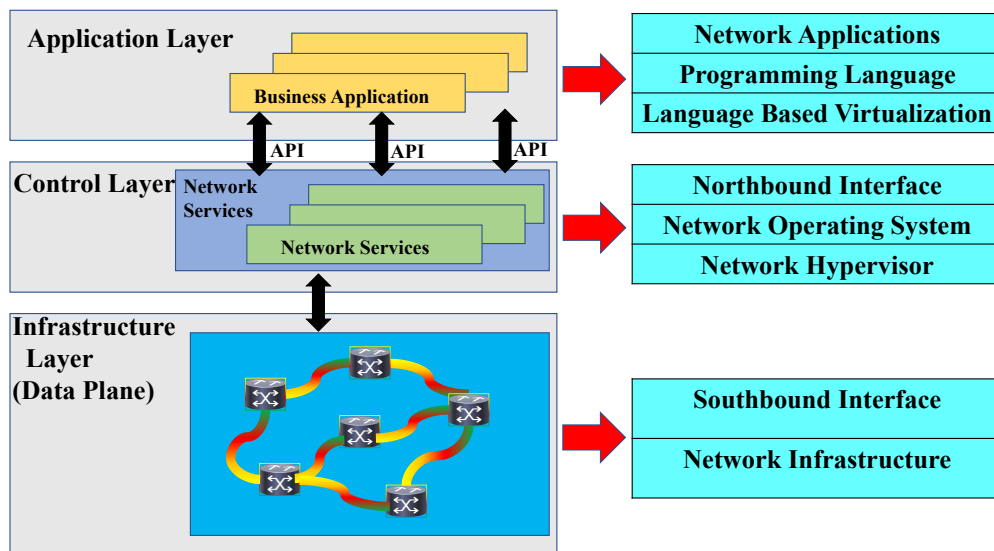 Application Layer
Business Application
API
API
API
Control Layer
Network
Services
Network Services
Infrastructure
Layer
(Data Plane)
Network Applications
Programming Language
Language Based Virtualization
Northbound Interface
Network Operating System
Network Hypervisor
Southbound Interface
Network Infrastructure